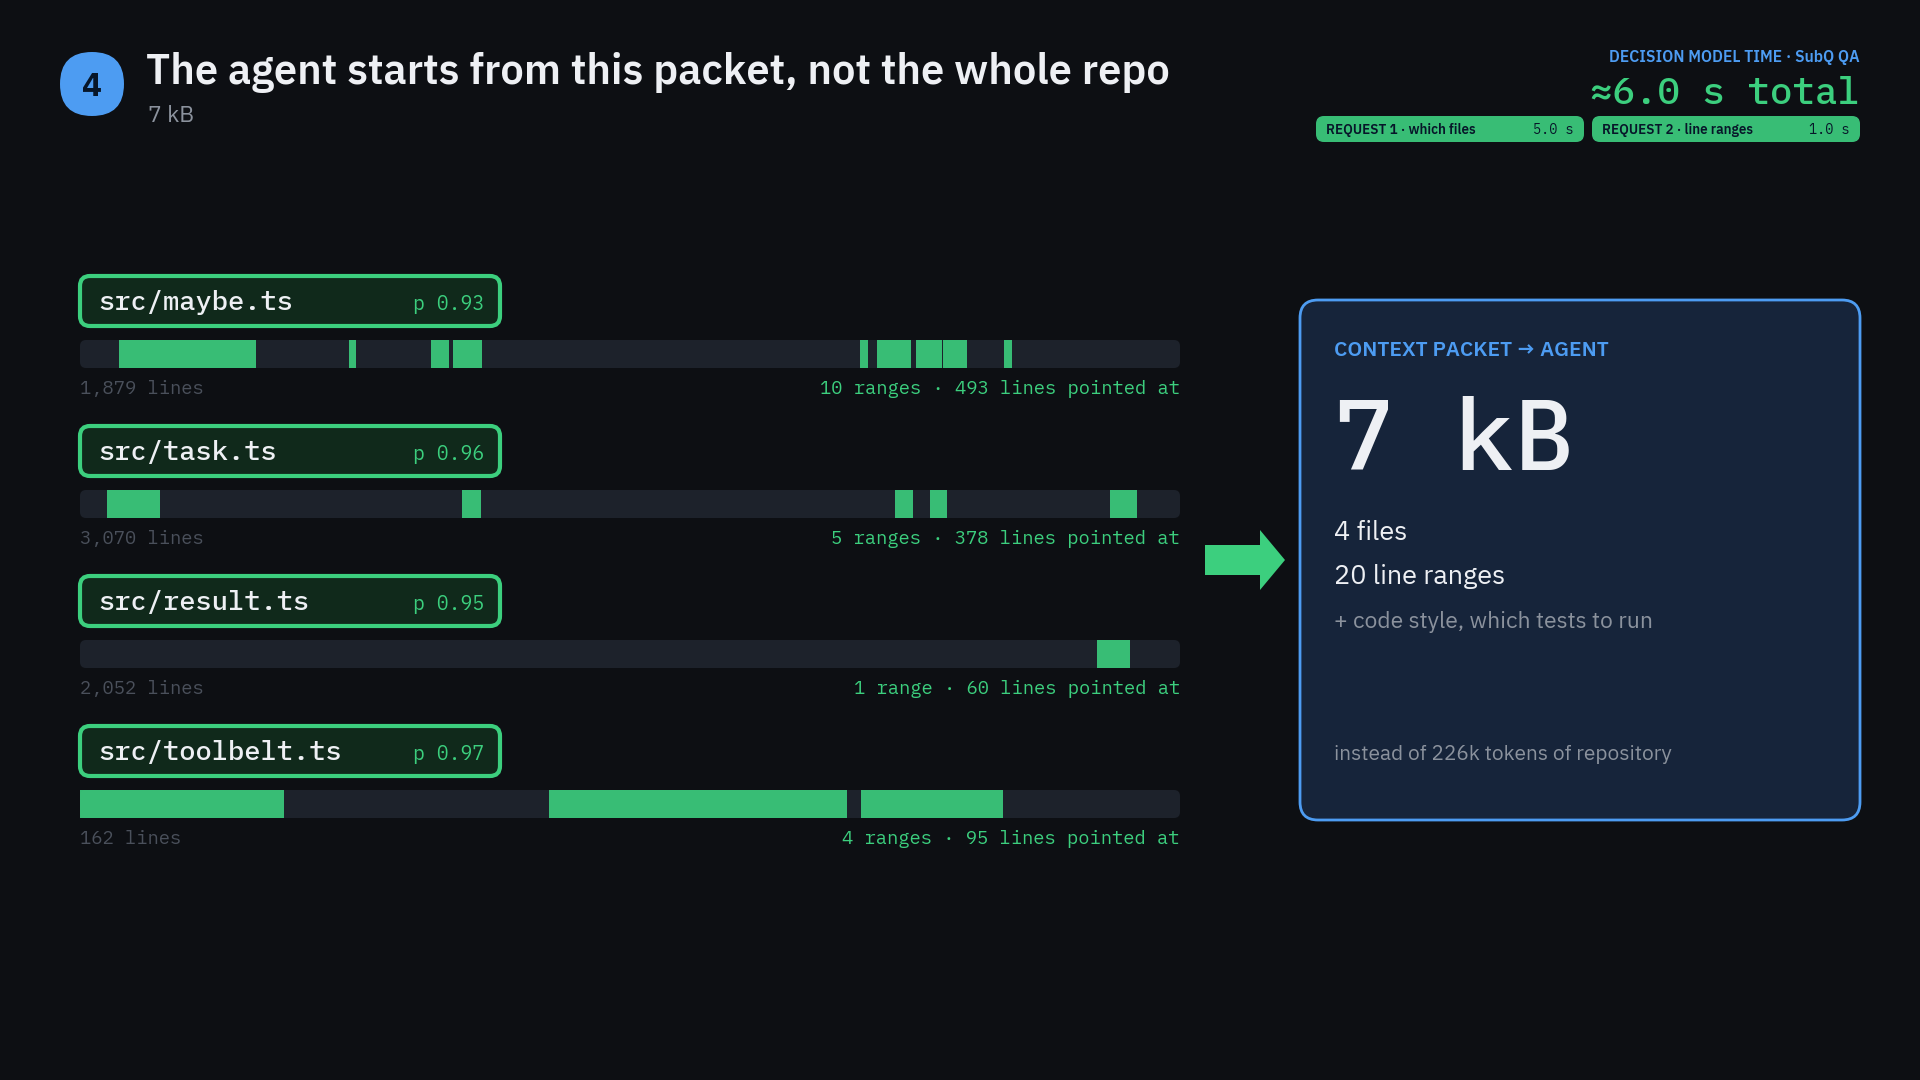 4
The agent starts from this packet, not the whole repo
7 kB
DECISION MODEL TIME · SubQ QA
≈6.0 s total
REQUEST 1 · which files 5.0 s
REQUEST 2 · line ranges 1.0 s
src/maybe.ts p 0.93
1,879 lines 10 ranges · 493 lines pointed at
src/task.ts p 0.96
3,070 lines 5 ranges · 378 lines pointed at
src/result.ts p 0.95
2,052 lines 1 range · 60 lines pointed at
src/toolbelt.ts p 0.97
162 lines 4 ranges · 95 lines pointed at
CONTEXT PACKET → AGENT
7 kB
4 files
20 line ranges
+ code style, which tests to run
instead of 226k tokens of repository